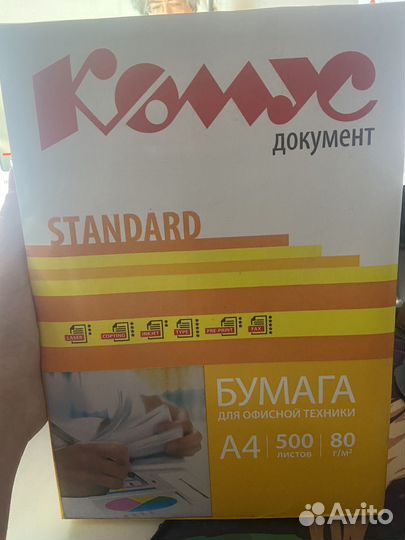 Комус
документ
STANDARD
LASER COPYING INKJET TYPE PRE-PRINT FAX
БУМАГА
ДЛЯ ОФИСНОЙ ТЕХНИКИ
А4 500 ЛИСТОВ 80 г/м²
Avito